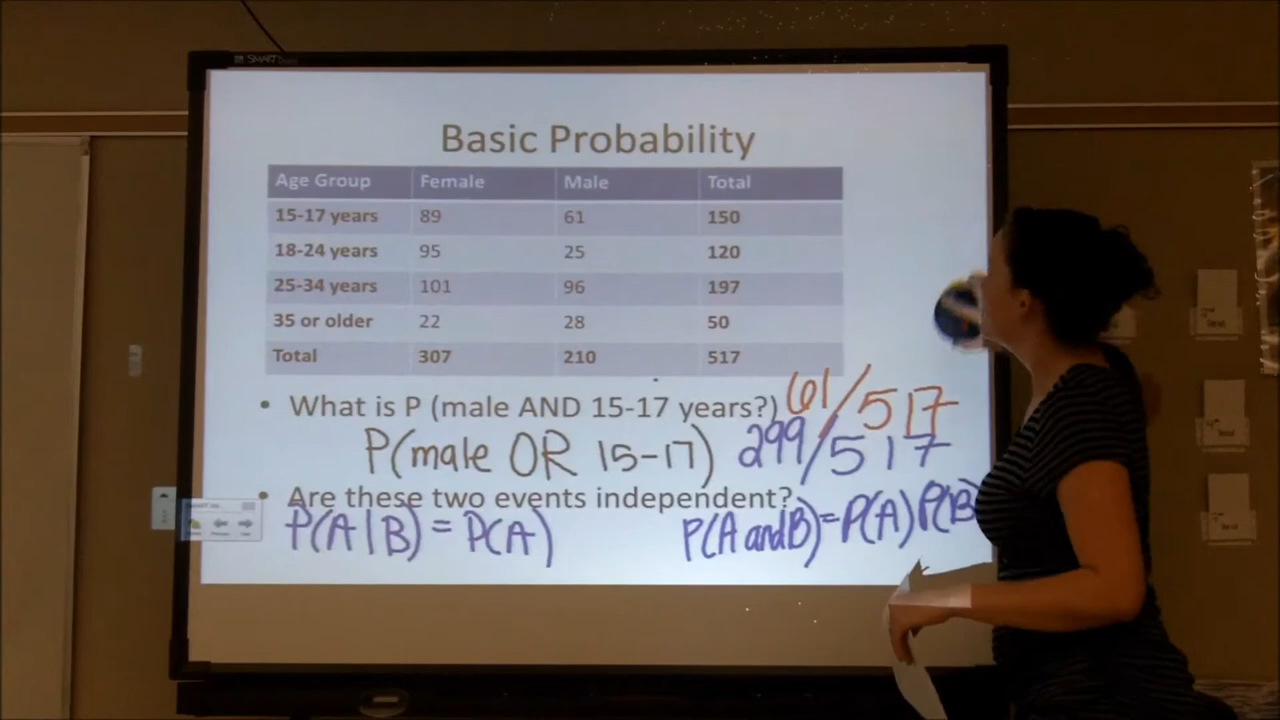 SMART
Basic Probability
Age Group Female Male Total
15-17 years 89 61 150
18-24 years 95 25 120
25-34 years 101 96 197
35 or older 22 28 50
Total 307 210 517
• What is P (male AND 15-17 years?) 61/517
P(male OR 15-17) 299/517
• Are these two events independent?
P(A|B) = P(A) P(A and B) = P(A) P(B)